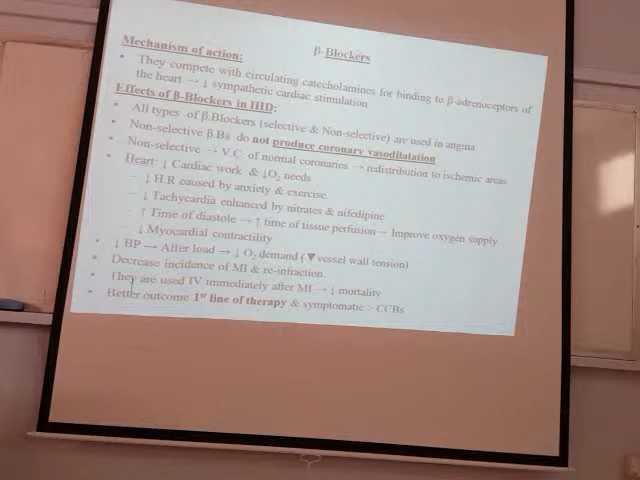 β-Blockers
Mechanism of action:
• They compete with circulating catecholamines for binding to β-adrenoceptors of
the heart → ↓ sympathetic cardiac stimulation
Effects of β-Blockers in IHD:
• All types of β.Blockers (selective & Non-selective) are used in angina
• Non-selective β.Bs do not produce coronary vasodilatation
• Non-selective → V.C of normal coronaries → redistribution to ischemic areas
• Heart: ↓ Cardiac work & ↓O₂ needs
– ↓ H.R caused by anxiety & exercise
– ↓ Tachycardia enhanced by nitrates & nifedipine
– ↑ Time of diastole → ↑ time of tissue perfusion→ Improve oxygen supply
– ↓ Myocardial contractility
• ↓ BP → After load → ↓ O₂ demand (▼vessel wall tension)
• Decrease incidence of MI & re-infraction.
• They are used IV immediately after MI → ↓ mortality
• Better outcome 1st line of therapy & symptomatic > CCBs